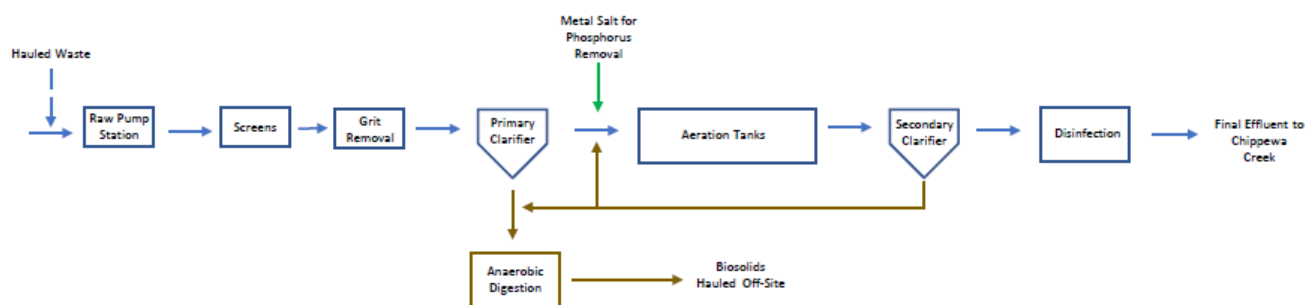 Metal Salt for
Phosphorus
Removal
Hauled Waste
Raw Pump
Station
Screens
Grit
Removal
Primary
Clarifier
Aeration Tanks
Secondary
Clarifier
Disinfection
Final Effluent to
Chippewa
Creek
Anaerobic
Digestion
Biosolids
Hauled Off-Site